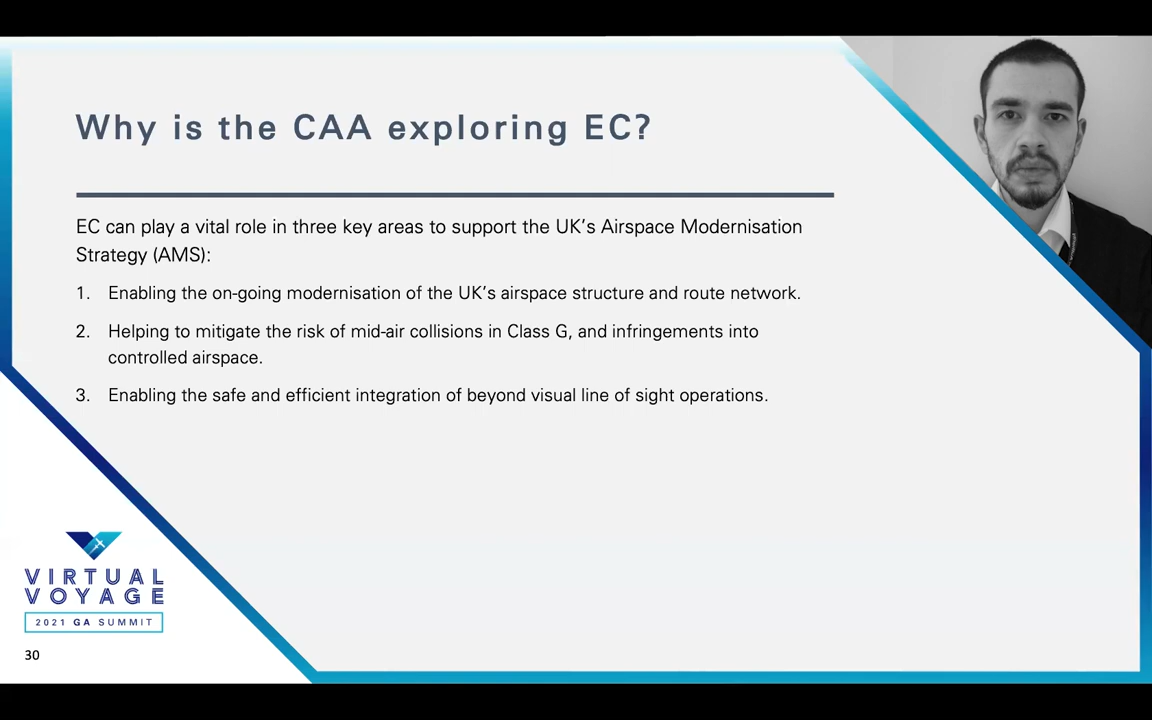 Why is the CAA exploring EC?
EC can play a vital role in three key areas to support the UK’s Airspace Modernisation
Strategy (AMS):
1. Enabling the on-going modernisation of the UK’s airspace structure and route network.
2. Helping to mitigate the risk of mid-air collisions in Class G, and infringements into
controlled airspace.
3. Enabling the safe and efficient integration of beyond visual line of sight operations.
VIRTUAL
VOYAGE
2021 GA SUMMIT
30